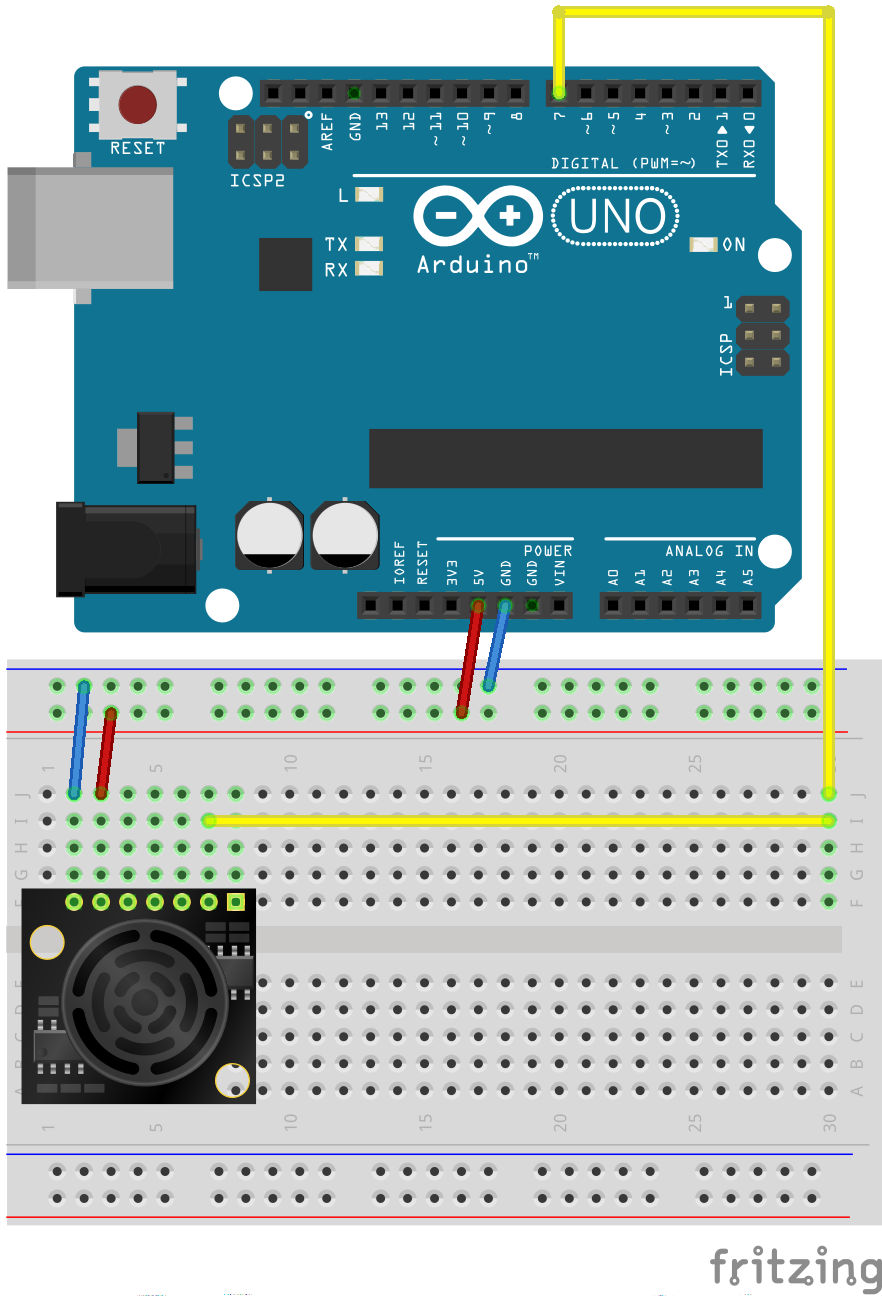 RESET
ICSP2
AREF
GND
13
12
~11
~10
~9
8
7
~6
~5
4
~3
2
TX0▶1
RX0◀0
DIGITAL (PWM=~)
L
TX
RX
UNO
ON
Arduino™
1
ICSP
POWER
ANALOG IN
IOREF
RESET
3V3
5V
GND
GND
VIN
A0
A1
A2
A3
A4
A5
1
5
10
15
20
25
J
I
H
G
F
J
I
H
G
F
E
D
C
B
A
E
D
C
B
A
1
5
10
15
20
25
30
fritzing